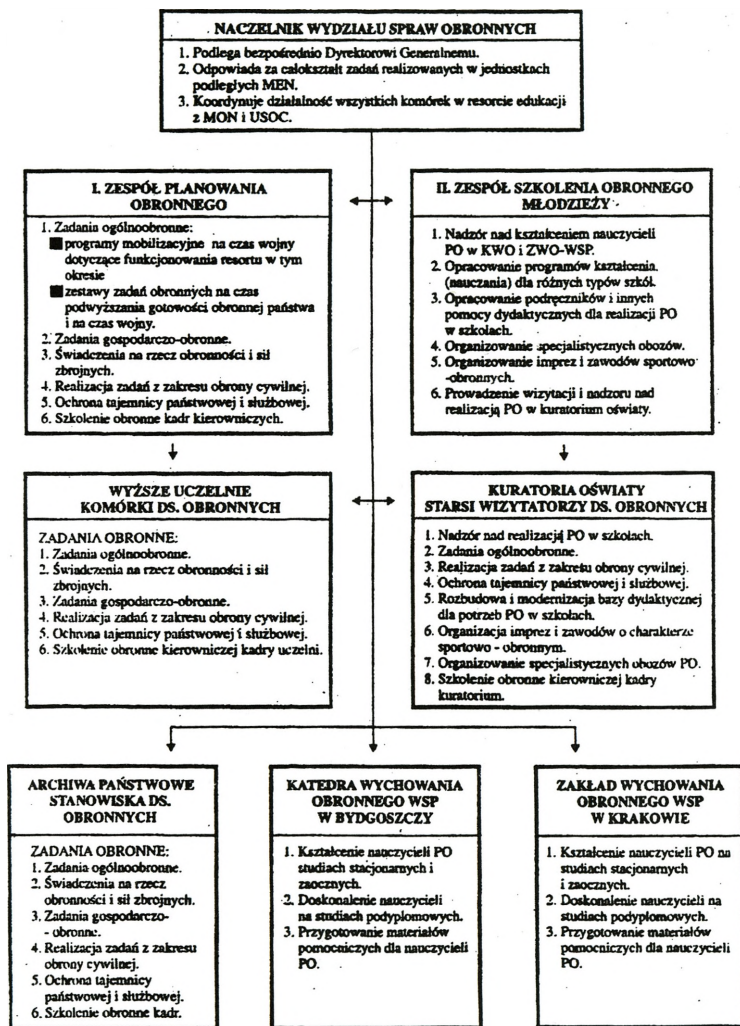 NACZELNIK WYDZIAŁU SPRAW OBRONNYCH
1. Podlega bezpośrednio Dyrektorowi Generalnemu.
2. Odpowiada za całokształt zadań realizowanych w jednostkach
podległych MEN.
3. Koordynuje działalność wszystkich komórek w resorcie edukacji
z MON i USOC.
I. ZESPÓŁ PLANOWANIA
OBRONNEGO
1. Zadania ogólnoobronne:
■ programy mobilizacyjne na czas wojny
dotyczące funkcjonowania resortu w tym
okresie
■ zestawy zadań obronnych na czas
podwyższania gotowości obronnej państwa
i na czas wojny.
2. Zadania gospodarczo-obronne.
3. Świadczenia na rzecz obronności i sił
zbrojnych.
4. Realizacja zadań z zakresu obrony cywilnej.
5. Ochrona tajemnicy państwowej i służbowej.
6. Szkolenie obronne kadr kierowniczych.
II. ZESPÓŁ SZKOLENIA OBRONNEGO
MŁODZIEŻY
1. Nadzór nad kształceniem nauczycieli
PO w KWO i ZWO-WSP.
2. Opracowanie programów kształcenia
(nauczania) dla różnych typów szkół.
3. Opracowanie podręczników i innych
pomocy dydaktycznych dla realizacji PO
w szkołach.
4. Organizowanie specjalistycznych obozów.
5. Organizowanie imprez i zawodów sportowo
-obronnych.
6. Prowadzenie wizytacji i nadzoru nad
realizacją PO w kuratorium oświaty.
WYŻSZE UCZELNIE
KOMÓRKI DS. OBRONNYCH
ZADANIA OBRONNE:
1. Zadania ogólnoobronne.
2. Świadczenia na rzecz obronności i sił
zbrojnych.
3. Zadania gospodarczo-obronne.
4. Realizacja zadań z zakresu obrony cywilnej.
5. Ochrona tajemnicy państwowej i służbowej.
6. Szkolenie obronne kierowniczej kadry uczelni.
KURATORIA OŚWIATY
STARSI WIZYTATORZY DS. OBRONNYCH
1. Nadzór nad realizacją PO w szkołach.
2. Zadania ogólnoobronne.
3. Realizacja zadań z zakresu obrony cywilnej.
4. Ochrona tajemnicy państwowej i służbowej.
5. Rozbudowa i modernizacja bazy dydaktycznej
dla potrzeb PO w szkołach.
6. Organizacja imprez i zawodów o charakterze
sportowo - obronnym.
7. Organizowanie specjalistycznych obozów PO.
8. Szkolenie obronne kierowniczej kadry
kuratorium.
ARCHIWA PAŃSTWOWE
STANOWISKA DS.
OBRONNYCH
ZADANIA OBRONNE:
1. Zadania ogólnoobronne.
2. Świadczenia na rzecz
obronności i sił zbrojnych.
3. Zadania gospodarczo-
- obronne.
4. Realizacja zadań z zakresu
obrony cywilnej.
5. Ochrona tajemnicy
państwowej i służbowej.
6. Szkolenie obronne kadr.
KATEDRA WYCHOWANIA
OBRONNEGO WSP
W BYDGOSZCZY
1. Kształcenie nauczycieli PO
studiach stacjonarnych i
zaocznych.
2. Doskonalenie nauczycieli
na studiach podyplomowych.
3. Przygotowanie materiałów
pomocniczych dla nauczycieli
PO.
ZAKŁAD WYCHOWANIA
OBRONNEGO WSP
W KRAKOWIE
1. Kształcenie nauczycieli PO na
studiach stacjonarnych
i zaocznych.
2. Doskonalenie nauczycieli na
studiach podyplomowych.
3. Przygotowanie materiałów
pomocniczych dla nauczycieli
PO.